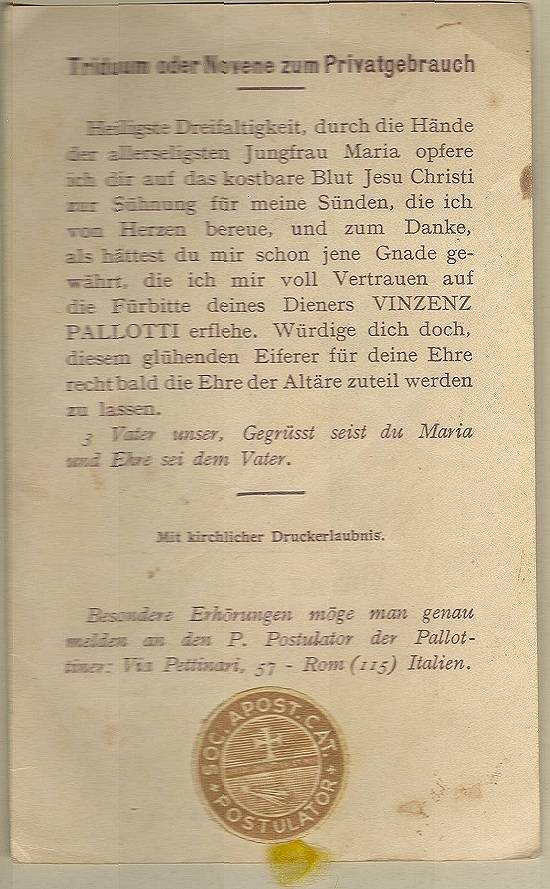 Triduum oder Novene zum Privatgebrauch
Heiligste Dreifaltigkeit, durch die Hände
der allerseligsten Jungfrau Maria opfere
ich dir auf das kostbare Blut Jesu Christi
zur Sühnung für meine Sünden, die ich
von Herzen bereue, und zum Danke,
als hättest du mir schon jene Gnade ge-
währt, die ich mir voll Vertrauen auf
die Fürbitte deines Dieners VINZENZ
PALLOTTI erflehe. Würdige dich doch,
diesem glühenden Eiferer für deine Ehre
recht bald die Ehre der Altäre zuteil werden
zu lassen.
3 Vater unser, Gegrüsst seist du Maria
und Ehre sei dem Vater.
Mit kirchlicher Druckerlaubnis.
Besondere Erhörungen möge man genau
melden an den P. Postulator der Pallot-
tiner: Via Pettinari, 57 - Rom (115) Italien.
SOC. APOST. CAT.
POSTULATOR